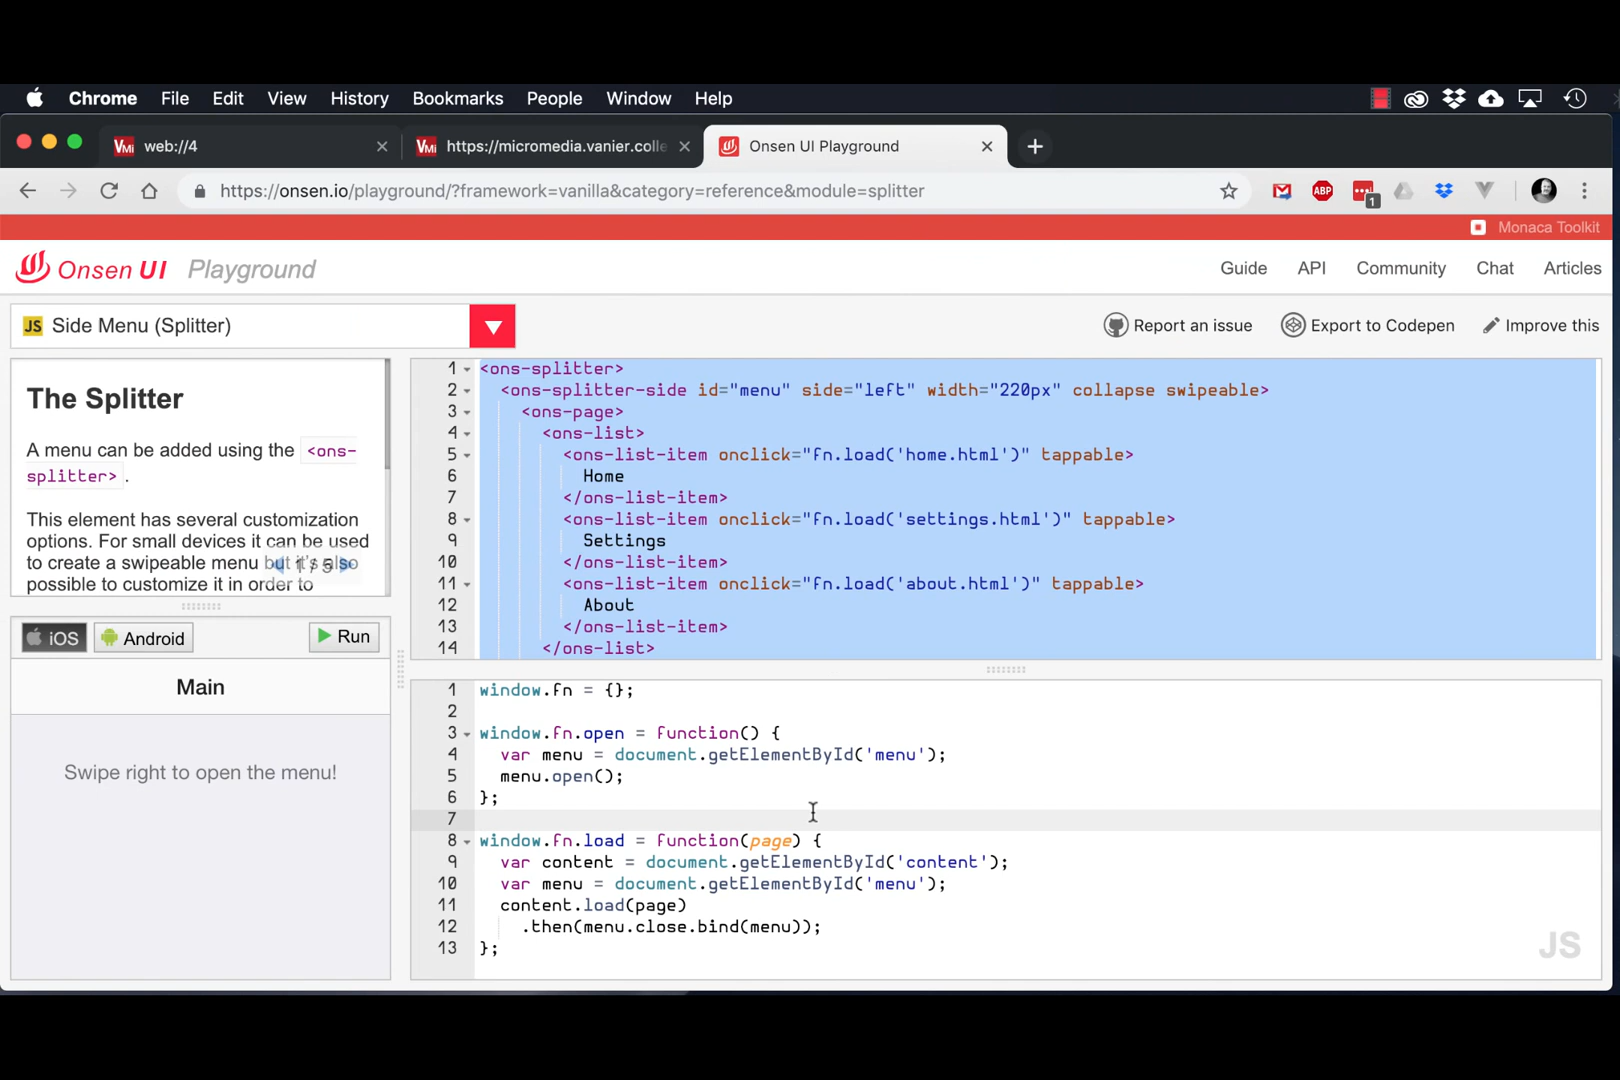 Chrome File Edit View History Bookmarks People Window Help
web://4
https://micromedia.vanier.colle
Onsen UI Playground
https://onsen.io/playground/?framework=vanilla&category=reference&module=splitter
ABP
1
Monaca Toolkit
Onsen UI Playground
Guide API Community Chat Articles
JS Side Menu (Splitter)
Report an issue Export to Codepen Improve this
The Splitter
A menu can be added using the <ons-
splitter> .
This element has several customization
options. For small devices it can be used
to create a swipeable menu but it's also
possible to customize it in order to
1 / 5
iOS Android Run
Main
Swipe right to open the menu!
1 <ons-splitter>
2 <ons-splitter-side id="menu" side="left" width="220px" collapse swipeable>
3 <ons-page>
4 <ons-list>
5 <ons-list-item onclick="fn.load('home.html')" tappable>
6 Home
7 </ons-list-item>
8 <ons-list-item onclick="fn.load('settings.html')" tappable>
9 Settings
10 </ons-list-item>
11 <ons-list-item onclick="fn.load('about.html')" tappable>
12 About
13 </ons-list-item>
14 </ons-list>
1 window.fn = {};
2
3 window.fn.open = function() {
4 var menu = document.getElementById('menu');
5 menu.open();
6 };
7
8 window.fn.load = function(page) {
9 var content = document.getElementById('content');
10 var menu = document.getElementById('menu');
11 content.load(page)
12 .then(menu.close.bind(menu));
13 };
JS